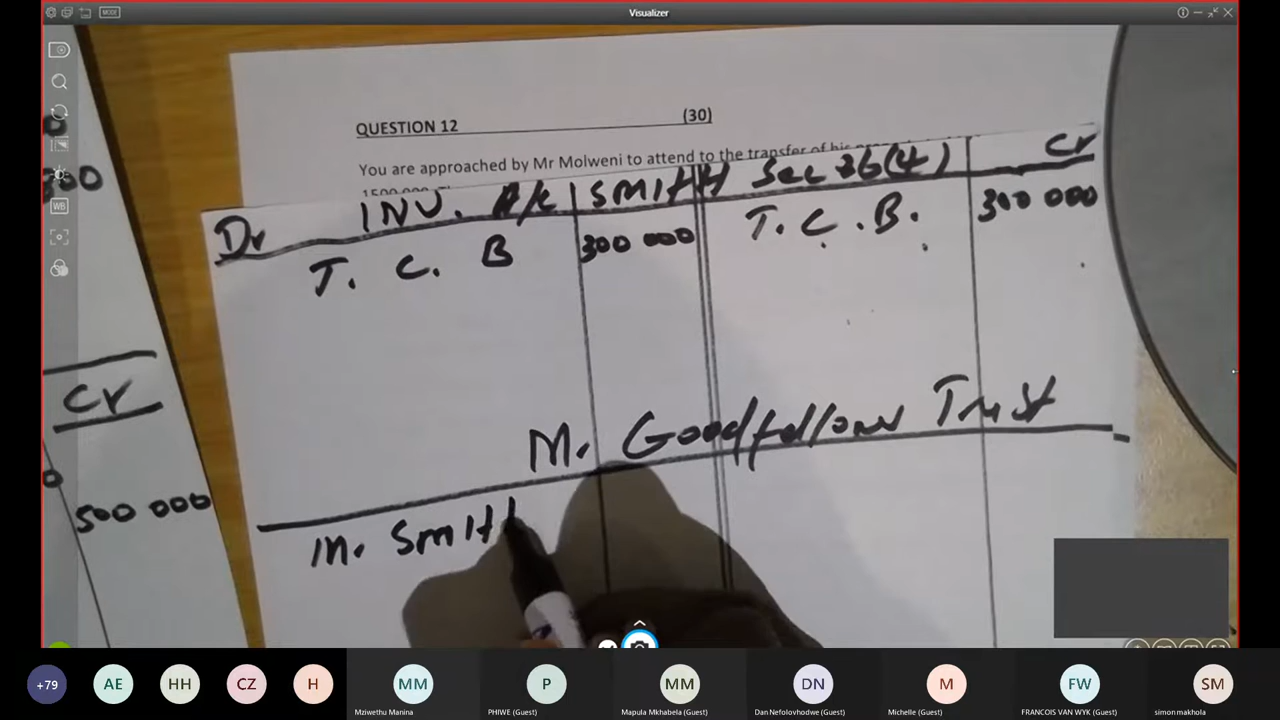 Visualizer
MODE
WB
QUESTION 12 (30)
You are approached by Mr Molweni to attend to the transfer of his
Dr INV. A/c SMITH Sec 86(4) Cr
T. C. B 300 000 T. C. B. 300 000
M. Goodfellow Trust
M. Smith
Cr
500 000
+79 AE HH CZ H MM P MM DN M FW SM
Mziwethu Manina PHIWE (Guest) Mapula Mkhabela (Guest) Dan Nefolovhodwe (Guest) Michelle (Guest) FRANCOIS VAN WYK (Guest) simon makhola